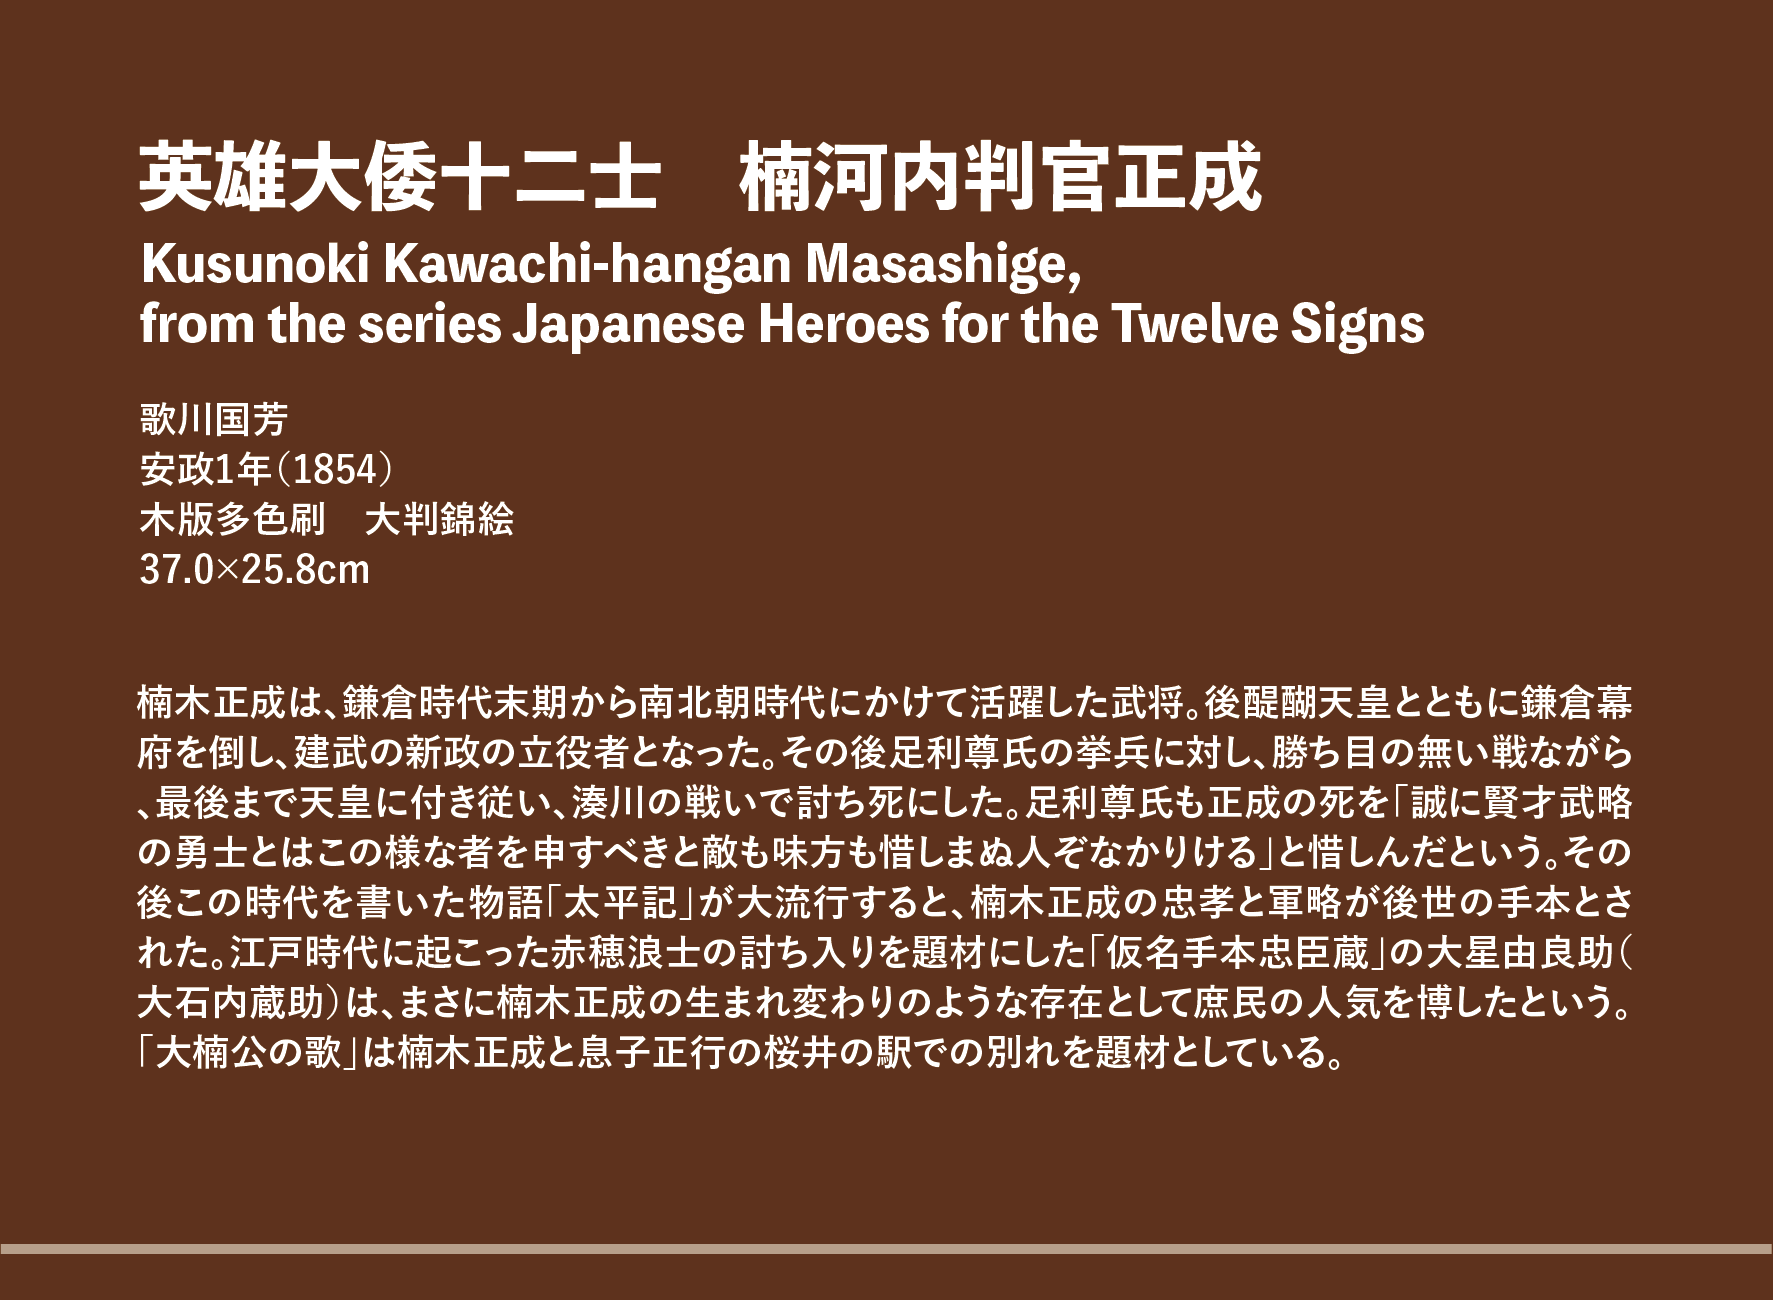 英雄大倭十二士　楠河内判官正成
Kusunoki Kawachi-hangan Masashige,
from the series Japanese Heroes for the Twelve Signs
歌川国芳
安政1年（1854）
木版多色刷　大判錦絵
37.0×25.8cm
楠木正成は、鎌倉時代末期から南北朝時代にかけて活躍した武将。後醍醐天皇とともに鎌倉幕
府を倒し、建武の新政の立役者となった。その後足利尊氏の挙兵に対し、勝ち目の無い戦ながら
、最後まで天皇に付き従い、湊川の戦いで討ち死にした。足利尊氏も正成の死を「誠に賢才武略
の勇士とはこの様な者を申すべきと敵も味方も惜しまぬ人ぞなかりける」と惜しんだという。その
後この時代を書いた物語「太平記」が大流行すると、楠木正成の忠孝と軍略が後世の手本とさ
れた。江戸時代に起こった赤穂浪士の討ち入りを題材にした「仮名手本忠臣蔵」の大星由良助（
大石内蔵助）は、まさに楠木正成の生まれ変わりのような存在として庶民の人気を博したという。
「大楠公の歌」は楠木正成と息子正行の桜井の駅での別れを題材としている。